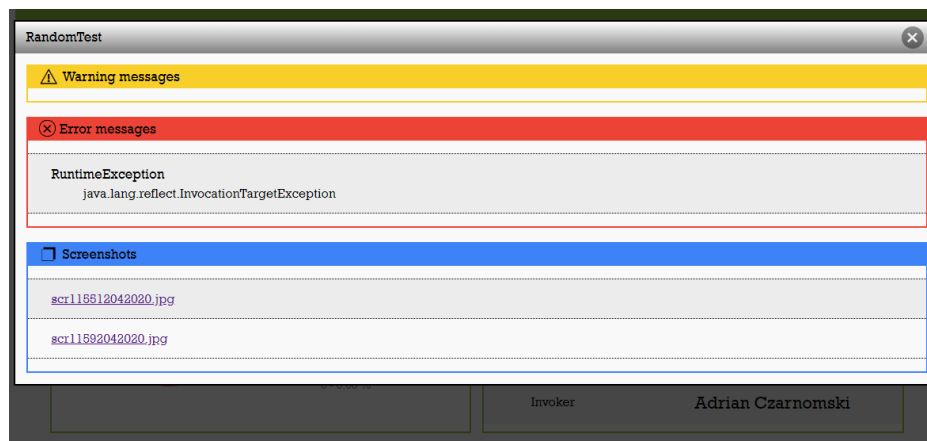 RandomTest
Warning messages
Error messages
RuntimeException
java.lang.reflect.InvocationTargetException
Screenshots
scr115512042020.jpg
scr11592042020.jpg
Invoker
Adrian Czarnomski